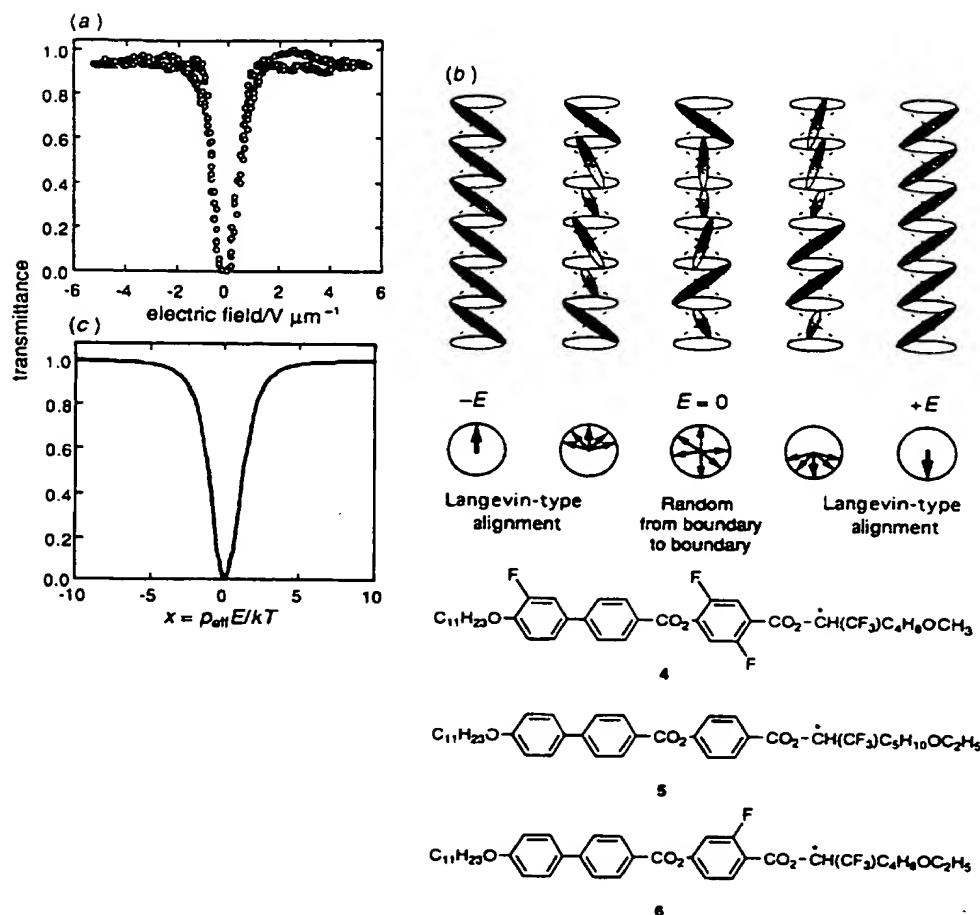 (a)
1.0
0.8
0.6
0.4
0.2
0.0
-6 -4 -2 0 2 4 6
electric field/V μm⁻¹
transmittance
(c)
1.0
0.8
0.6
0.4
0.2
0.0
-10 -5 0 5 10
x = p_eff E/kT
(b)
−E E = 0 +E
Langevin-type alignment
Random from boundary to boundary
Langevin-type alignment
F F
C₁₁H₂₃O CO₂ CO₂–*CH(CF₃)C₄H₈OCH₃
F
4
C₁₁H₂₃O CO₂ CO₂–*CH(CF₃)C₅H₁₀OC₂H₅
5
F
C₁₁H₂₃O CO₂ CO₂–*CH(CF₃)C₄H₈OC₂H₅
6